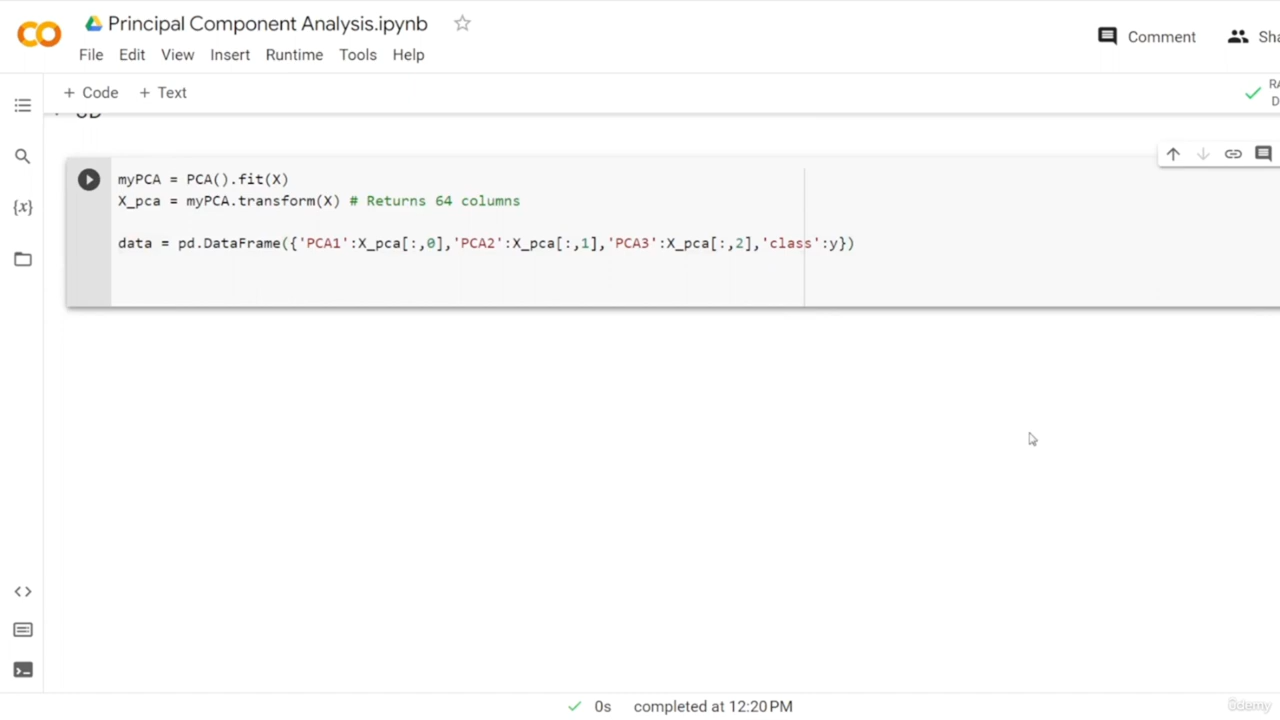 Principal Component Analysis.ipynb
File Edit View Insert Runtime Tools Help
Comment
+ Code + Text
3D
myPCA = PCA().fit(X)
X_pca = myPCA.transform(X) # Returns 64 columns
data = pd.DataFrame({'PCA1':X_pca[:,0],'PCA2':X_pca[:,1],'PCA3':X_pca[:,2],'class':y})
{x}
0s completed at 12:20 PM
ûdemy